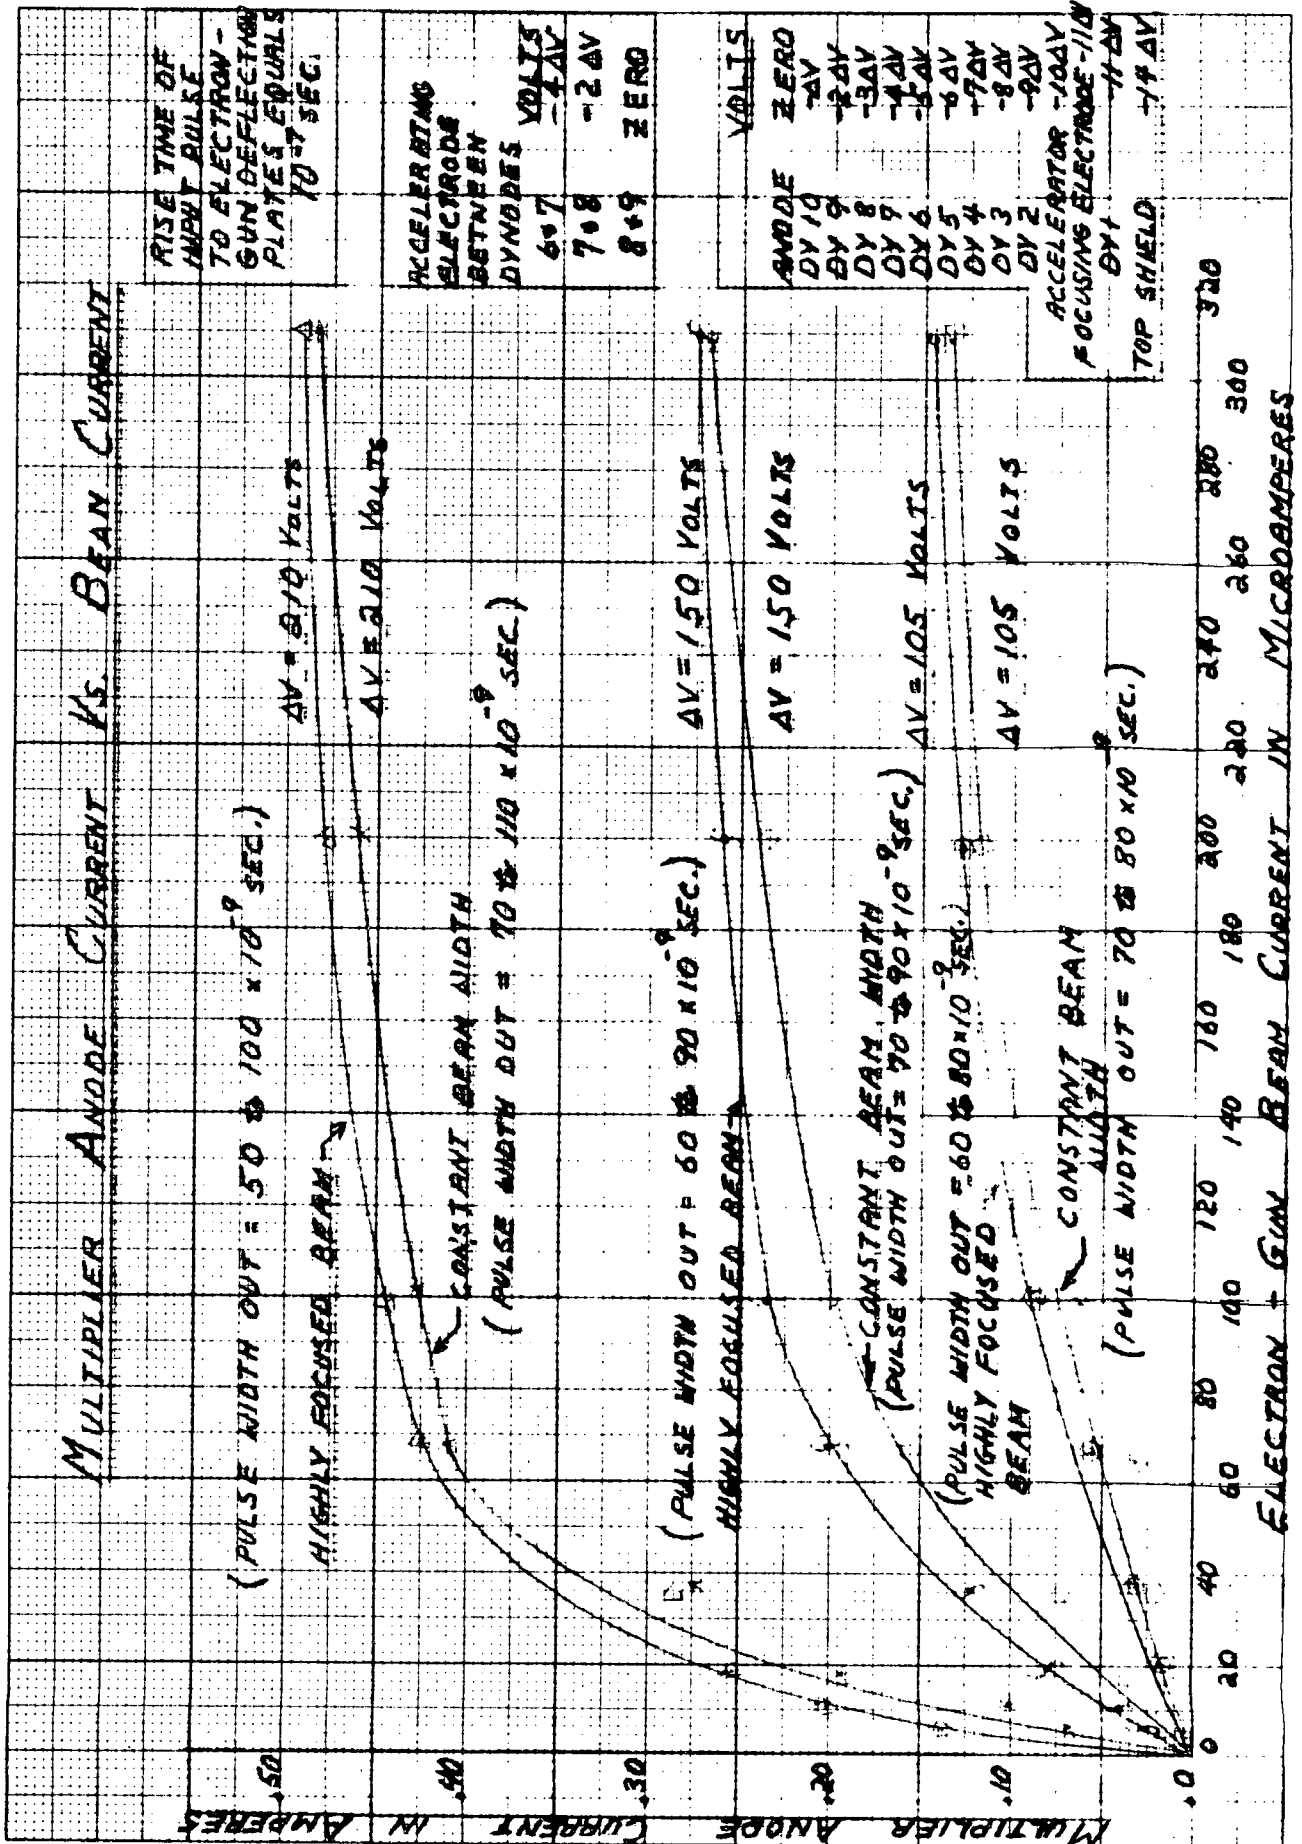 MULTIPLIER ANODE CURRENT VS. BEAM CURRENT
RISE TIME OF
INPUT PULSE
TO ELECTRON-
GUN DEFLECTION
PLATES EQUALS
10-7 SEC.
(PULSE WIDTH OUT = 50 to 100 x 10-9 SEC.)
ΔV = 210 VOLTS
HIGHLY FOCUSED BEAM
ΔV = 210 VOLTS
CONSTANT BEAM WIDTH
(PULSE WIDTH OUT = 70 to 110 x 10-9 SEC.)
ACCELERATING
ELECTRODE
BETWEEN
DYNODES VOLTS
6+7 -4ΔV
7+8 -2ΔV
8+9 ZERO
(PULSE WIDTH OUT = 60 to 90 x 10-9 SEC.)
ΔV = 150 VOLTS
HIGHLY FOCUSED BEAM
ΔV = 150 VOLTS
CONSTANT BEAM WIDTH
(PULSE WIDTH OUT = 70 to 90 x 10-9 SEC.)
VOLTS
ANODE ZERO
DY 10 -ΔV
DY 9 -2ΔV
DY 8 -3ΔV
DY 7 -4ΔV
DY 6 -5ΔV
DY 5 -6ΔV
DY 4 -7ΔV
DY 3 -8ΔV
DY 2 -9ΔV
ACCELERATOR -10ΔV
FOCUSING ELECTRODE -11ΔV
DY 1 -11ΔV
TOP SHIELD -14ΔV
ΔV = 105 VOLTS
(PULSE WIDTH OUT = 60 to 80 x 10-9 SEC.)
HIGHLY FOCUSED
BEAM
ΔV = 105 VOLTS
CONSTANT BEAM
WIDTH
(PULSE WIDTH OUT = 70 to 80 x 10-9 SEC.)
MULTIPLIER ANODE CURRENT IN AMPERES
.50
.40
.30
.20
.10
.0
0 20 40 60 80 100 120 140 160 180 200 220 240 260 280 300 320
ELECTRON-GUN BEAM CURRENT IN MICROAMPERES